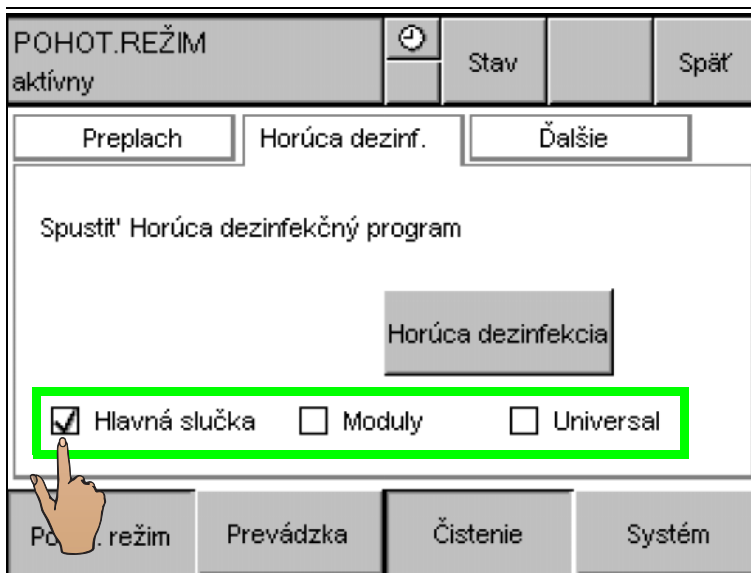 POHOT.REŽIM
aktívny
Stav
Späť
Preplach
Horúca dezinf.
Ďalšie
Spustit' Horúca dezinfekčný program
Horúca dezinfekcia
Hlavná slučka
Moduly
Universal
režim
Prevádzka
Čistenie
Systém